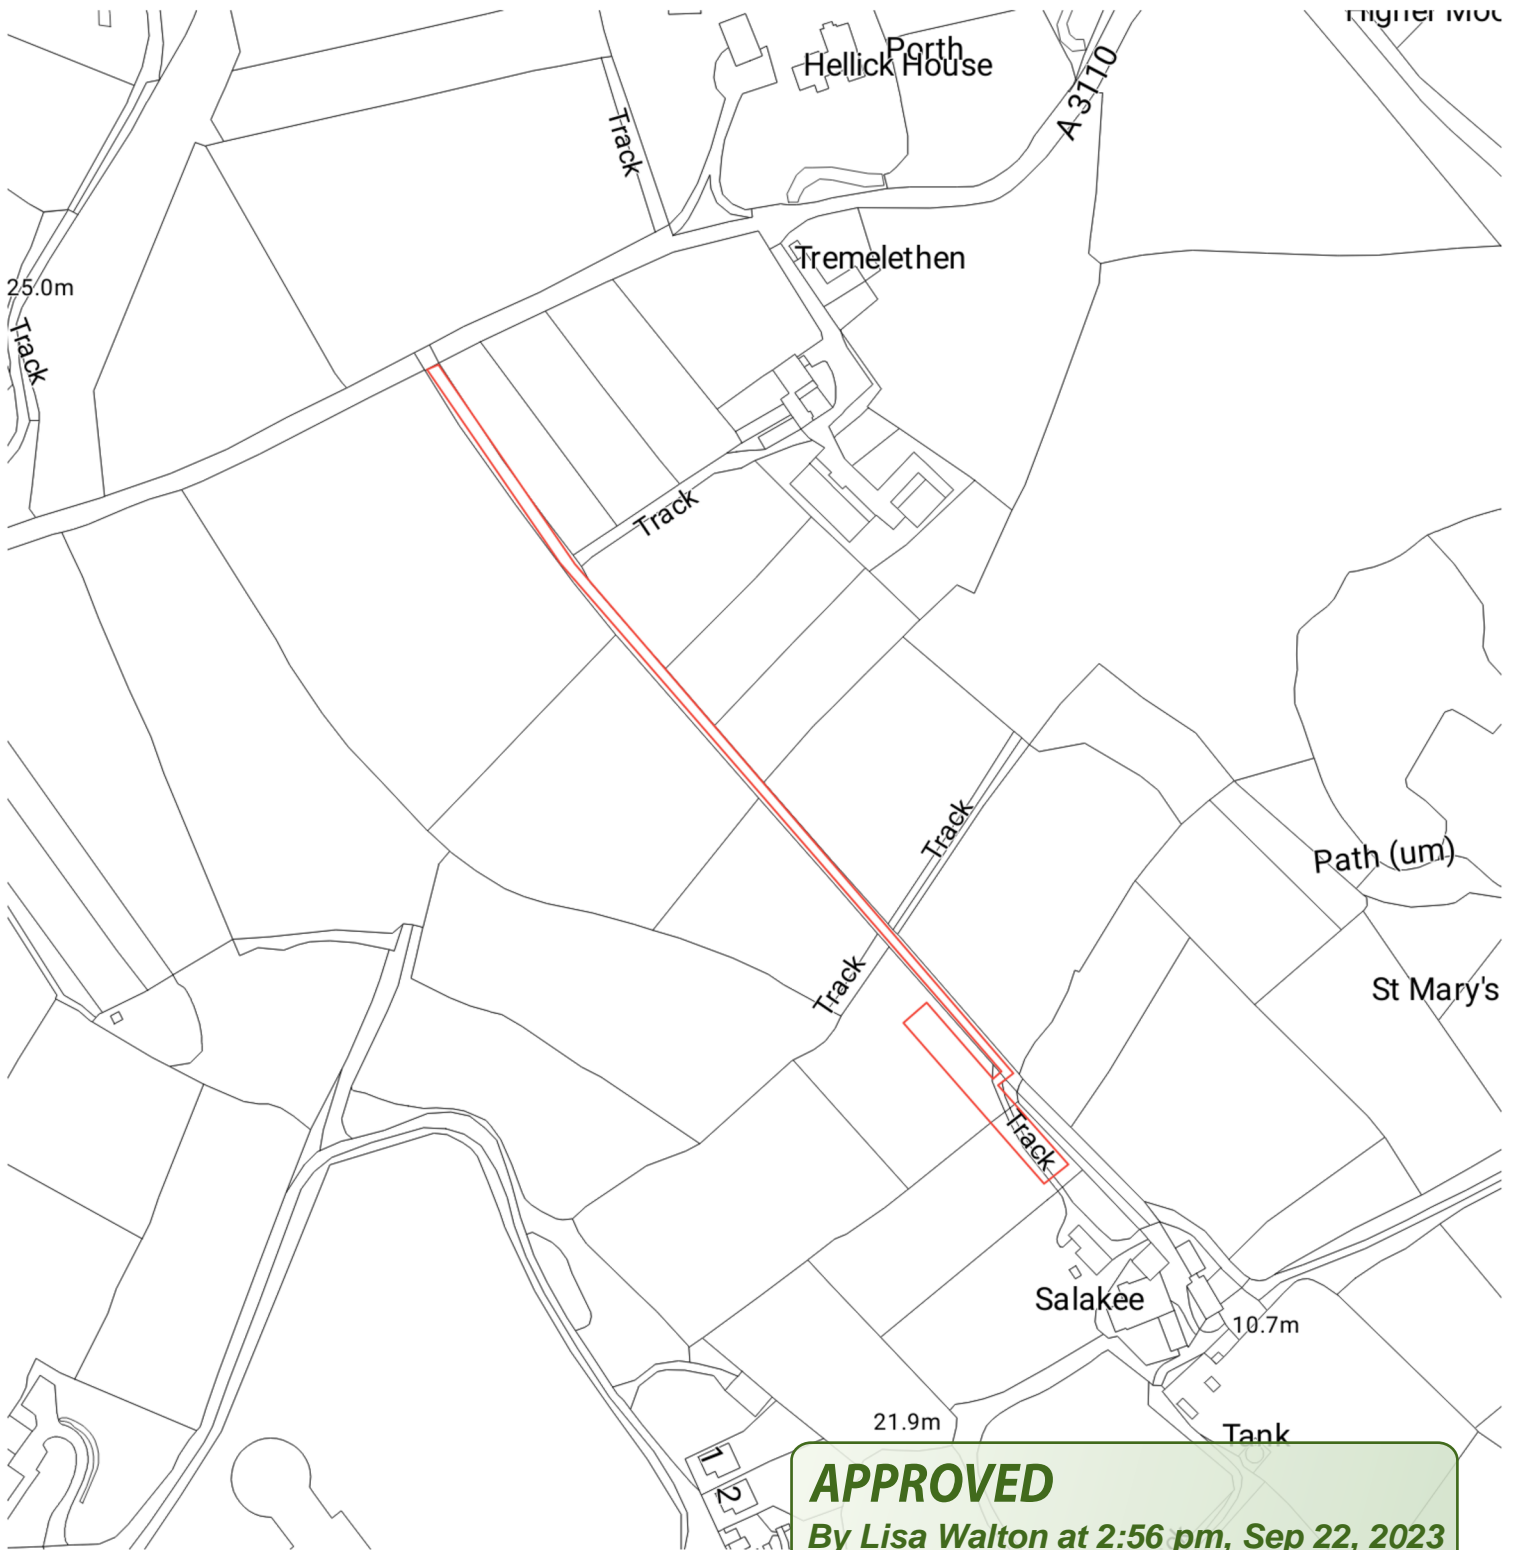 Porth
Hellick House
A 3110
Track
Tremelethen
25.0m
Track
Track
Track
Path (um)
Track
St Mary's
Track
Salakee
10.7m
21.9m
Tank
1
2
APPROVED
By Lisa Walton at 2:56 pm, Sep 22, 2023